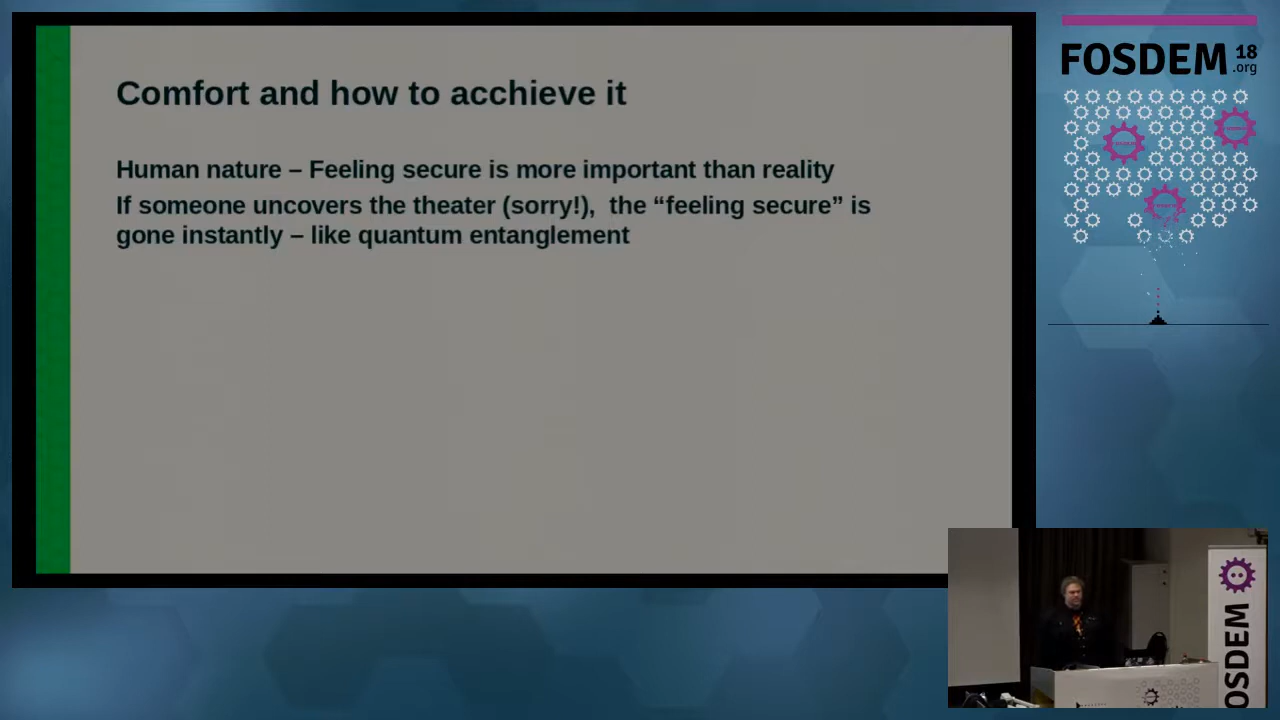 Comfort and how to acchieve it
Human nature – Feeling secure is more important than reality
If someone uncovers the theater (sorry!),  the “feeling secure” is
gone instantly – like quantum entanglement
FOSDEM 18
.org
OSDEM